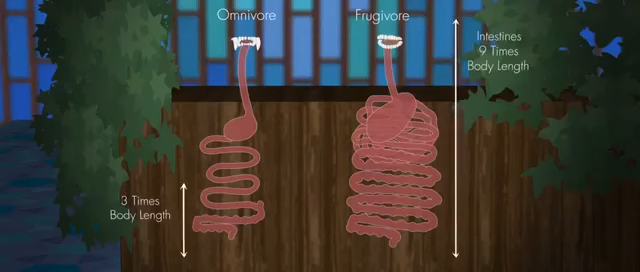 Omnivore
Frugivore
Intestines
9 Times
Body Length
3 Times
Body Length